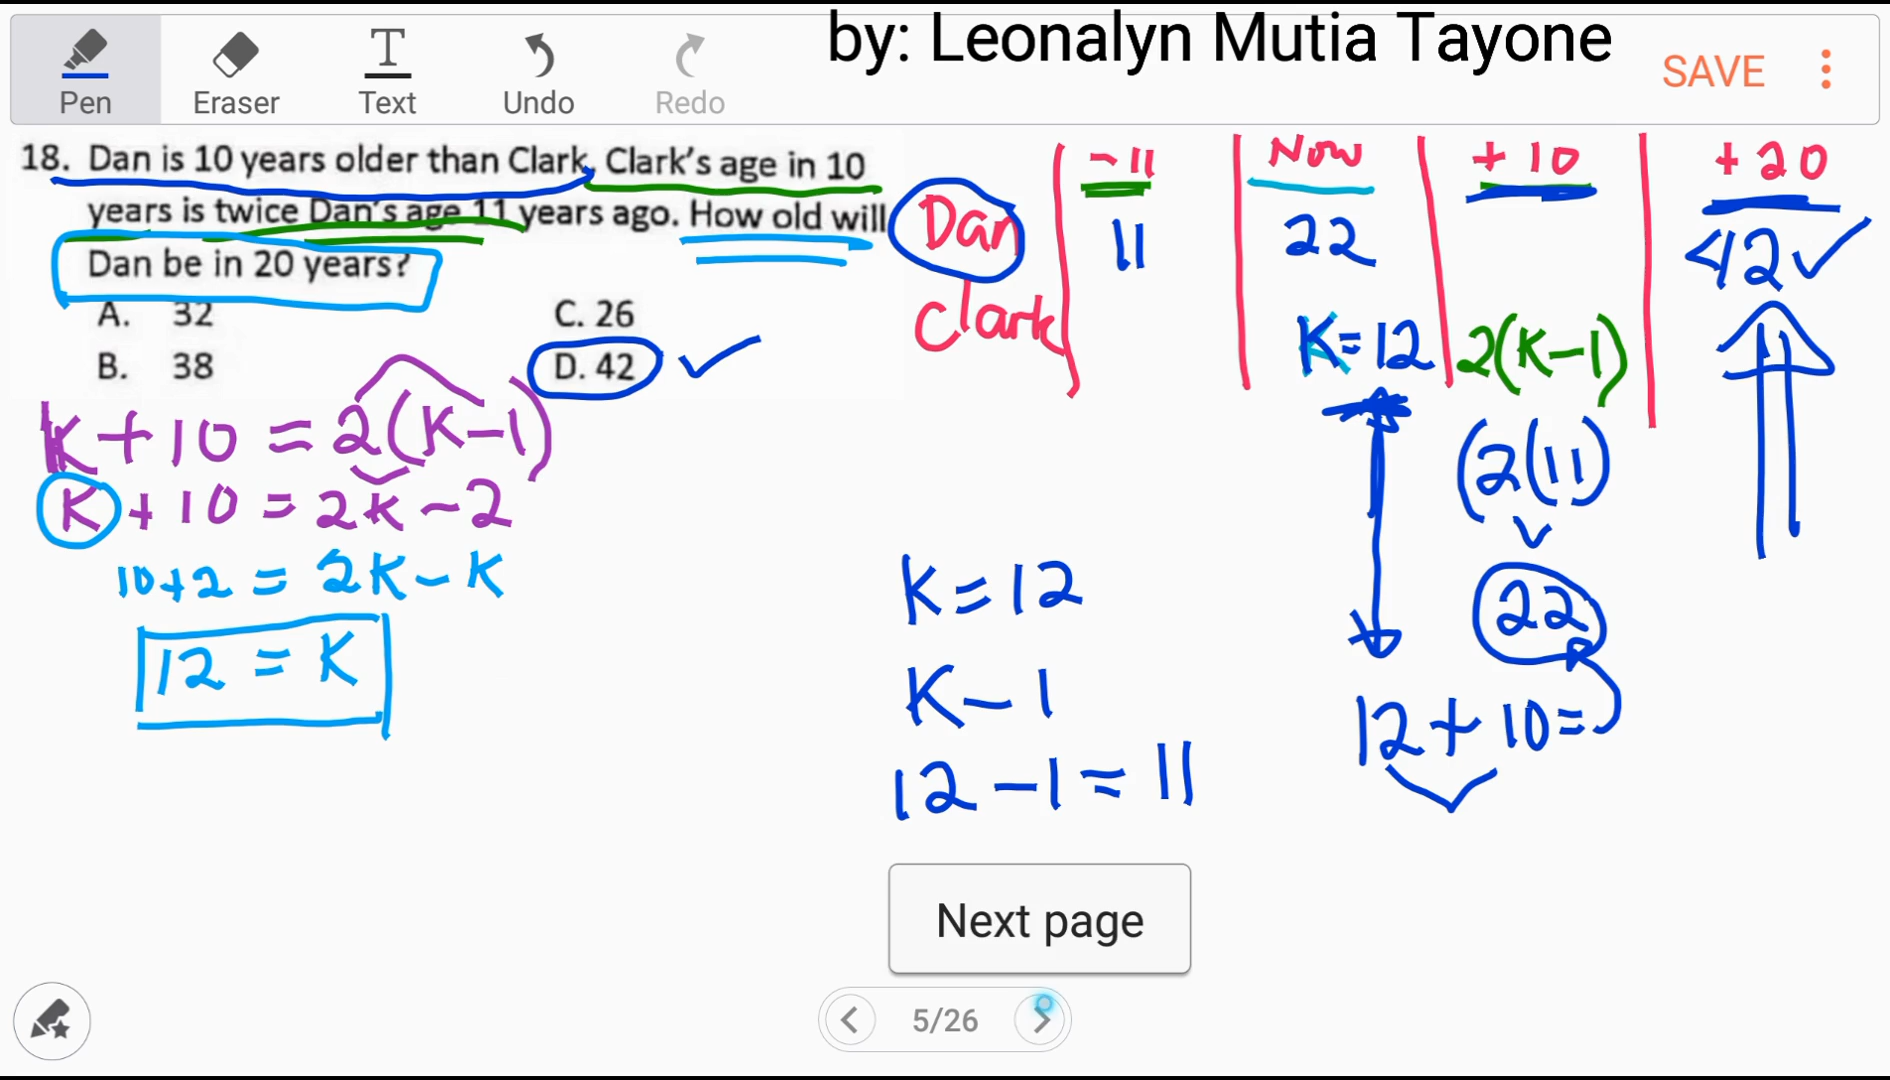 by: Leonalyn Mutia Tayone
Pen
Eraser
T
Text
Undo
Redo
SAVE
18. Dan is 10 years older than Clark. Clark's age in 10
years is twice Dan's age 11 years ago. How old will
Dan be in 20 years?
A. 32
C. 26
B. 38
D. 42
-11
Now
+10
+20
Dan
11
22
42
Clark
K=12
2(K-1)
K+10=2(K-1)
K+10=2K-2
10+2=2K-K
12=K
(2(11)
22
K=12
K-1
12-1=11
12+10=
Next page
5/26